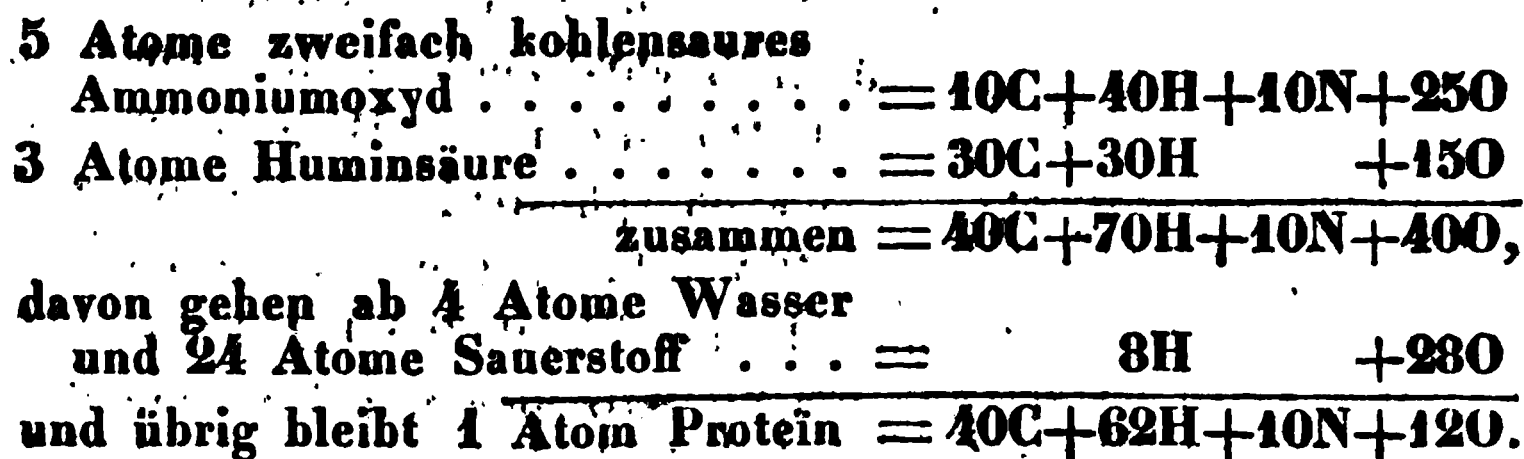 5 Atome zweifach kohlensaures
Ammoniumoxyd . . . . . . . . . = 10C+40H+10N+25O
3 Atome Huminsäure . . . . . . . = 30C+30H +15O
zusammen = 40C+70H+10N+40O,
davon gehen ab 4 Atome Wasser
und 24 Atome Sauerstoff . . . = 8H +28O
und übrig bleibt 1 Atom Protein = 40C+62H+10N+12O.